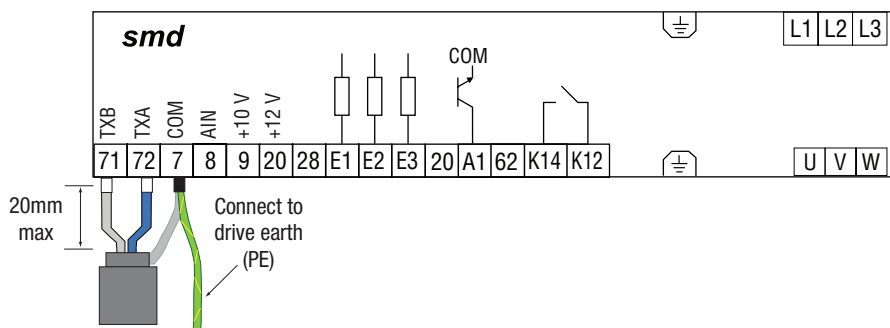 smd
L1 L2 L3
COM
TXB
TXA
COM
AIN
+10 V
+12 V
71 72 7 8 9 20 28 E1 E2 E3 20 A1 62 K14 K12
U V W
20mm
max
Connect to
drive earth
(PE)